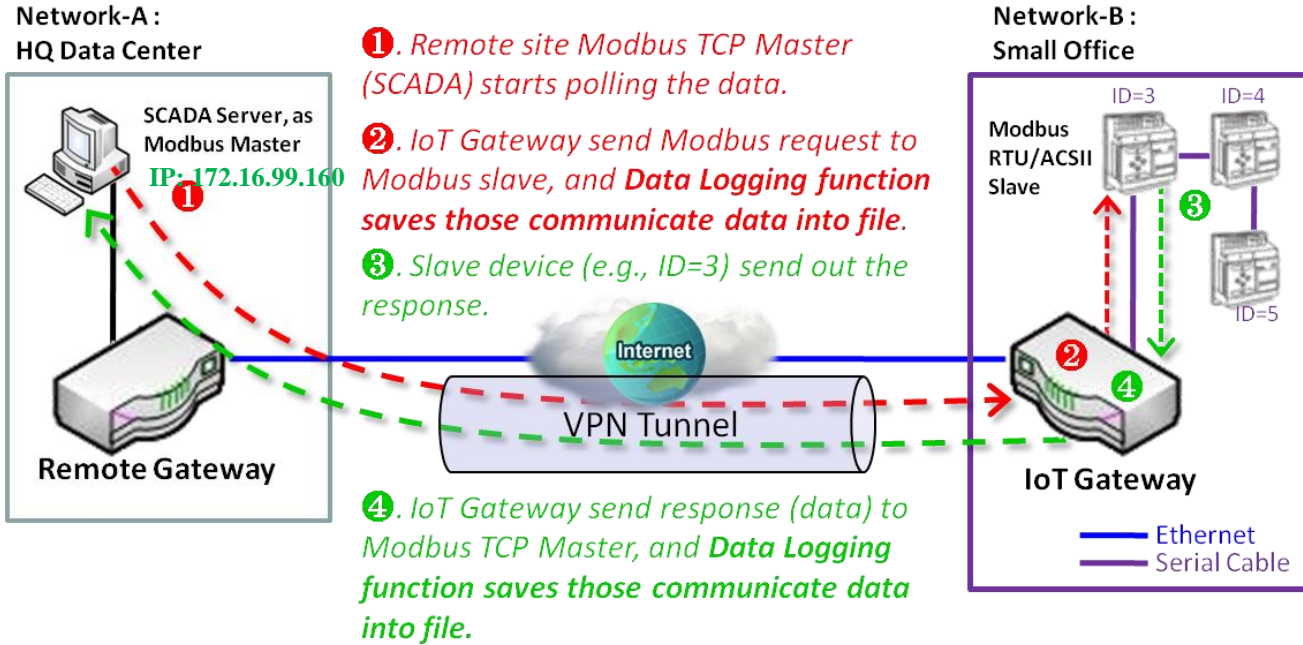 Network-A :
HQ Data Center
SCADA Server, as
Modbus Master
IP: 172.16.99.160
❶
❶. Remote site Modbus TCP Master
(SCADA) starts polling the data.
❷. IoT Gateway send Modbus request to
Modbus slave, and Data Logging function
saves those communicate data into file.
❸. Slave device (e.g., ID=3) send out the
response.
Internet
VPN Tunnel
Remote Gateway
❹. IoT Gateway send response (data) to
Modbus TCP Master, and Data Logging
function saves those communicate data
into file.
Network-B :
Small Office
ID=3
ID=4
Modbus
RTU/ACSII
Slave
❸
ID=5
❷
❹
IoT Gateway
Ethernet
Serial Cable